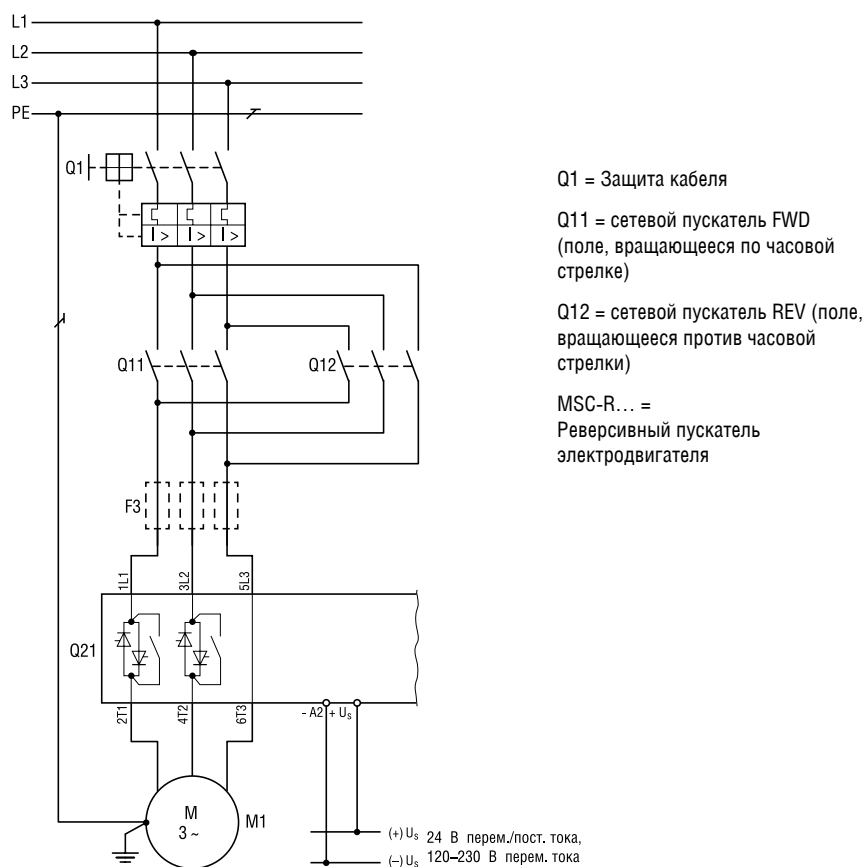 L1
L2
L3
PE
Q1
I > I > I >
Q11
Q12
F3
1L1
3L2
5L3
Q21
2T1
4T2
6T3
- A2 + Us
M
3 ~
M1
(+) Us 24 В перем./пост. тока,
(–) Us 120–230 В перем. тока
Q1 = Защита кабеля
Q11 = сетевой пускатель FWD
(поле, вращающееся по часовой
стрелке)
Q12 = сетевой пускатель REV (поле,
вращающееся против часовой
стрелки)
MSC-R… =
Реверсивный пускатель
электродвигателя